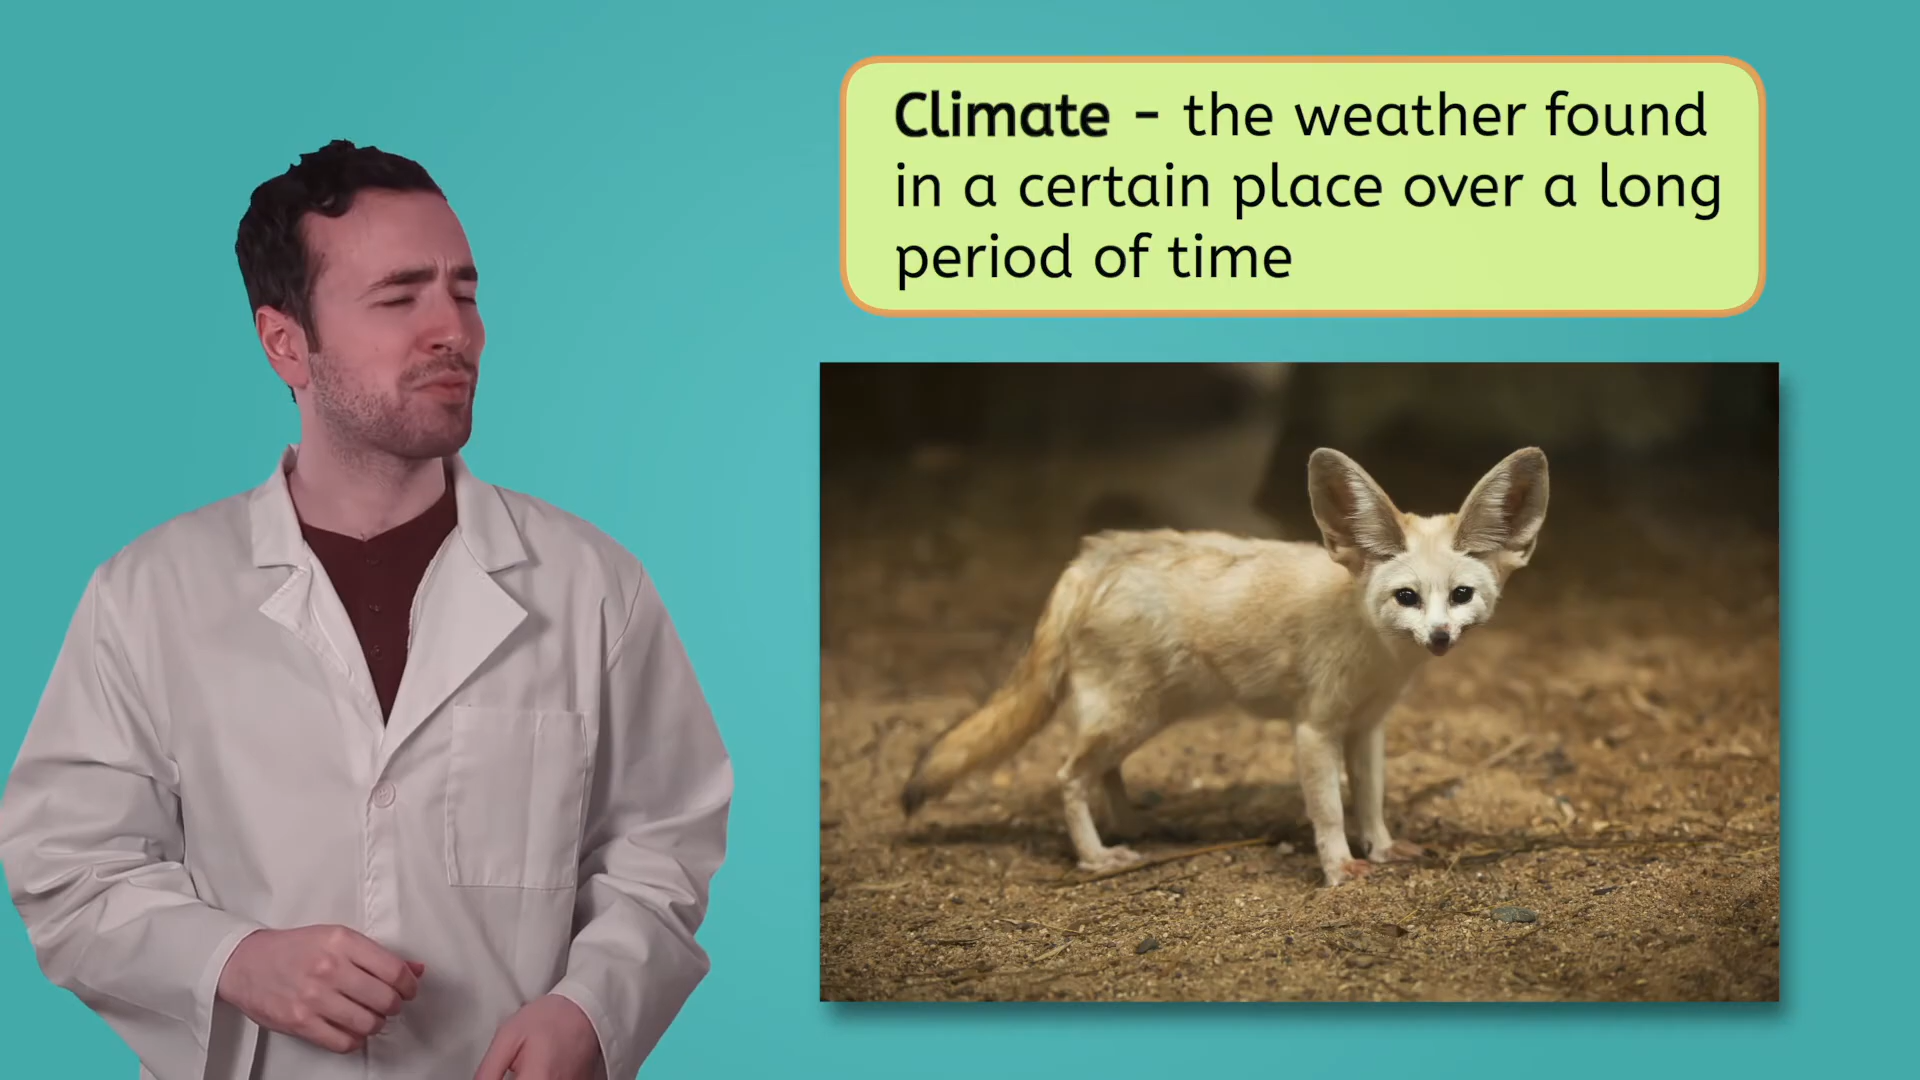 Climate - the weather found
in a certain place over a long
period of time